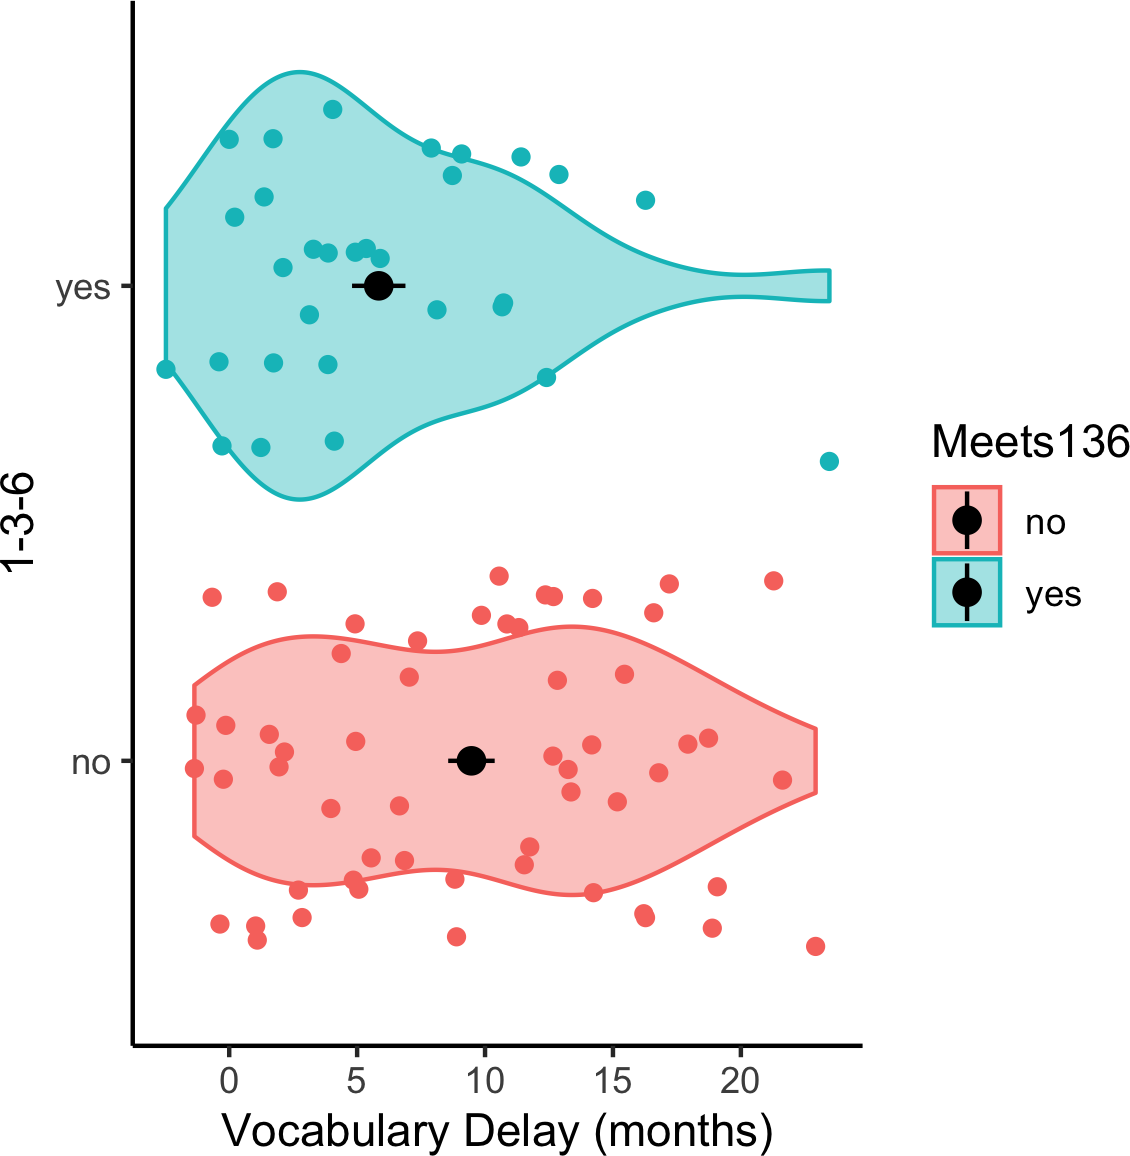 yes
no
1-3-6
0 5 10 15 20
Vocabulary Delay (months)
Meets136
no
yes